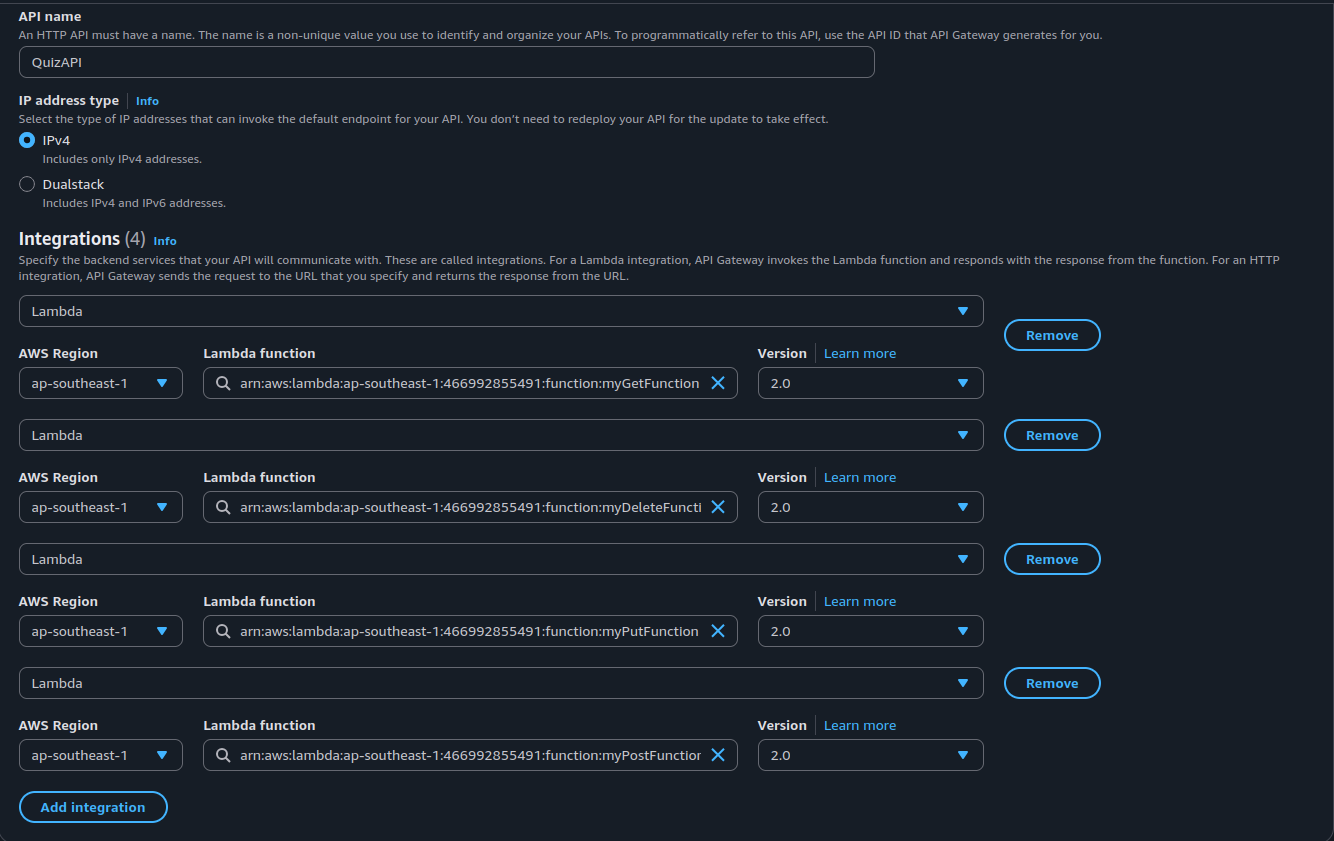 API name
An HTTP API must have a name. The name is a non-unique value you use to identify and organize your APIs. To programmatically refer to this API, use the API ID that API Gateway generates for you.
QuizAPI
IP address type Info
Select the type of IP addresses that can invoke the default endpoint for your API. You don't need to redeploy your API for the update to take effect.
IPv4
Includes only IPv4 addresses.
Dualstack
Includes IPv4 and IPv6 addresses.
Integrations (4) Info
Specify the backend services that your API will communicate with. These are called integrations. For a Lambda integration, API Gateway invokes the Lambda function and responds with the response from the function. For an HTTP
integration, API Gateway sends the request to the URL that you specify and returns the response from the URL.
Lambda
Remove
AWS Region Lambda function Version Learn more
ap-southeast-1 arn:aws:lambda:ap-southeast-1:466992855491:function:myGetFunction 2.0
Lambda Remove
AWS Region Lambda function Version Learn more
ap-southeast-1 arn:aws:lambda:ap-southeast-1:466992855491:function:myDeleteFuncti 2.0
Lambda Remove
AWS Region Lambda function Version Learn more
ap-southeast-1 arn:aws:lambda:ap-southeast-1:466992855491:function:myPutFunction 2.0
Lambda Remove
AWS Region Lambda function Version Learn more
ap-southeast-1 arn:aws:lambda:ap-southeast-1:466992855491:function:myPostFunction 2.0
Add integration